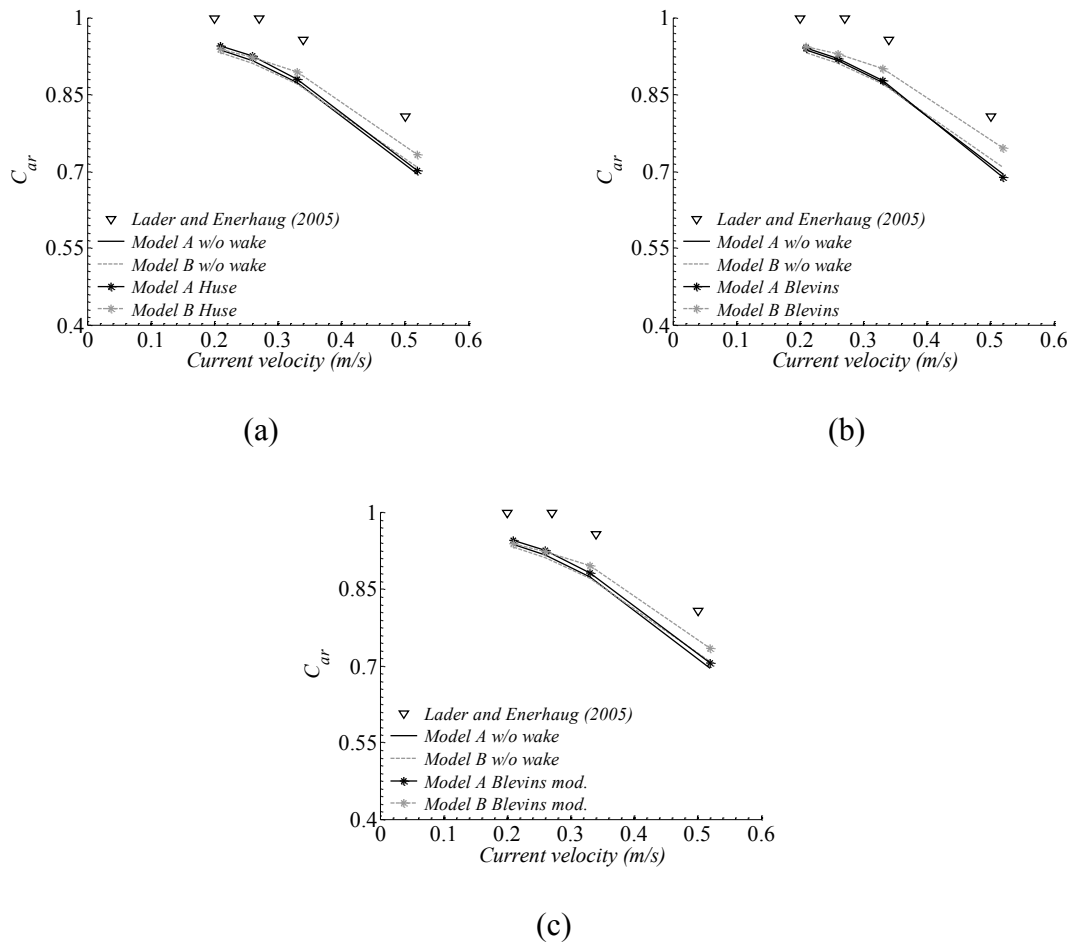 1
0.85
0.7
0.55
0.4
C_ar
Lader and Enerhaug (2005)
Model A w/o wake
Model B w/o wake
Model A Huse
Model B Huse
0 0.1 0.2 0.3 0.4 0.5 0.6
Current velocity (m/s)
(a)
1
0.85
0.7
0.55
0.4
C_ar
Lader and Enerhaug (2005)
Model A w/o wake
Model B w/o wake
Model A Blevins
Model B Blevins
0 0.1 0.2 0.3 0.4 0.5 0.6
Current velocity (m/s)
(b)
1
0.85
0.7
0.55
0.4
C_ar
Lader and Enerhaug (2005)
Model A w/o wake
Model B w/o wake
Model A Blevins mod.
Model B Blevins mod.
0 0.1 0.2 0.3 0.4 0.5 0.6
Current velocity (m/s)
(c)